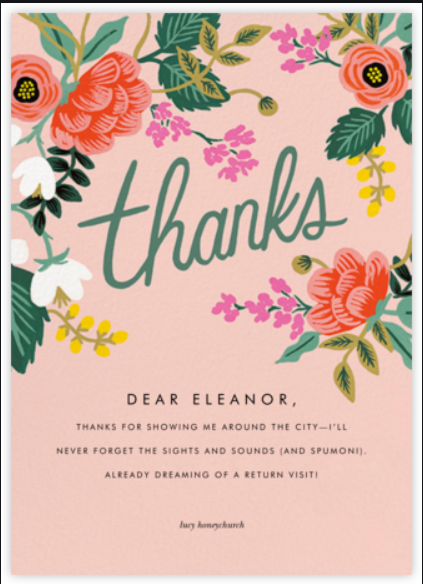 thanks
DEAR ELEANOR,
THANKS FOR SHOWING ME AROUND THE CITY—I'LL
NEVER FORGET THE SIGHTS AND SOUNDS (AND SPUMONI).
ALREADY DREAMING OF A RETURN VISIT!
lucy honeychurch